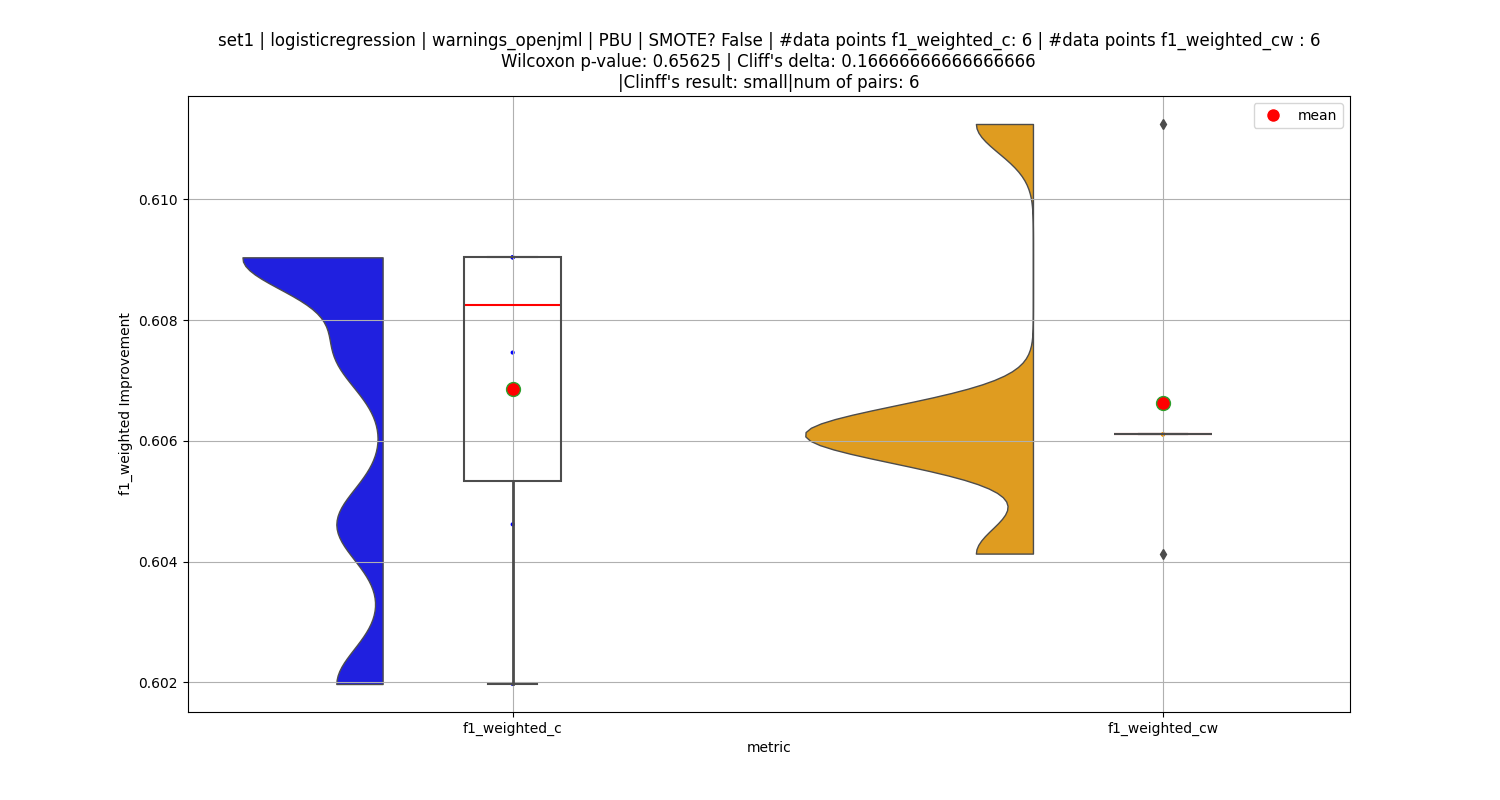 set1 | logisticregression | warnings_openjml | PBU | SMOTE? False | #data points f1_weighted_c: 6 | #data points f1_weighted_cw : 6
Wilcoxon p-value: 0.65625 | Cliff's delta: 0.16666666666666666
|Clinff's result: small|num of pairs: 6
mean
0.610
0.608
0.606
0.604
0.602
f1_weighted Improvement
f1_weighted_c
f1_weighted_cw
metric